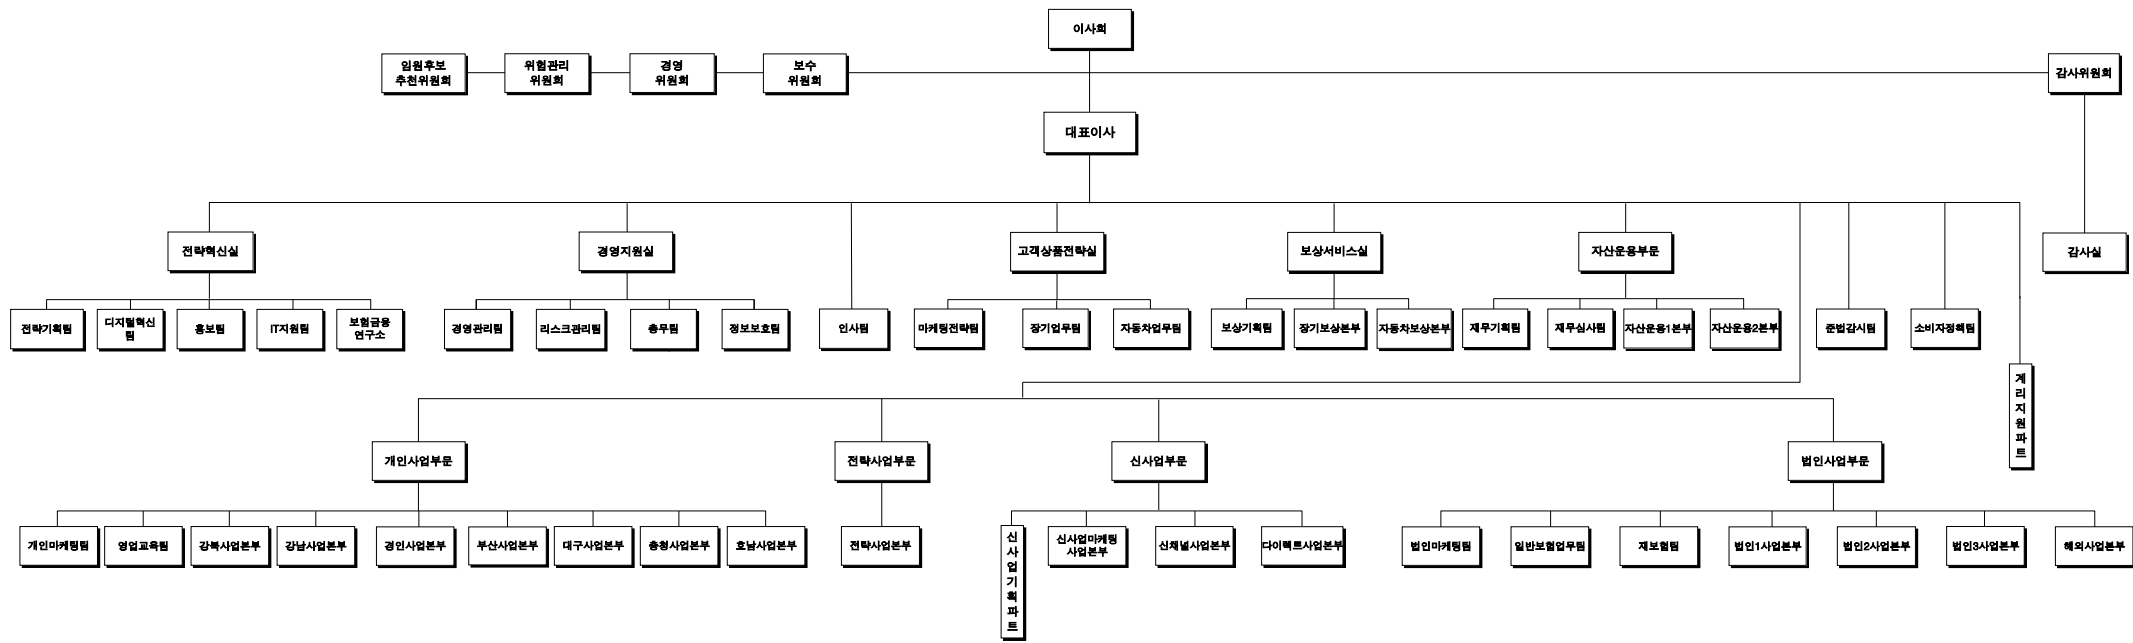 이사회
임원후보
추천위원회
위험관리
위원회
경영
위원회
보수
위원회
감사위원회
대표이사
전략혁신실
경영지원실
고객상품전략실
보상서비스실
자산운용부문
감사실
전략기획팀
디지털혁신
팀
홍보팀
IT지원팀
보험금융
연구소
경영관리팀
리스크관리팀
총무팀
정보보호팀
인사팀
마케팅전략팀
장기업무팀
자동차업무팀
보상기획팀
장기보상본부
자동차보상본부
재무기획팀
재무심사팀
자산운용1본부
자산운용2본부
준법감시팀
소비자정책팀
계
리
지
원
파
트
개인사업부문
전략사업부문
신사업부문
법인사업부문
개인마케팅팀
영업교육팀
강북사업본부
강남사업본부
경인사업본부
부산사업본부
대구사업본부
충청사업본부
호남사업본부
전략사업본부
신
사
업
기
획
파
트
신사업마케팅
사업본부
신채널사업본부
다이렉트사업본부
법인마케팅팀
일반보험업무팀
재보험팀
법인1사업본부
법인2사업본부
법인3사업본부
해외사업본부